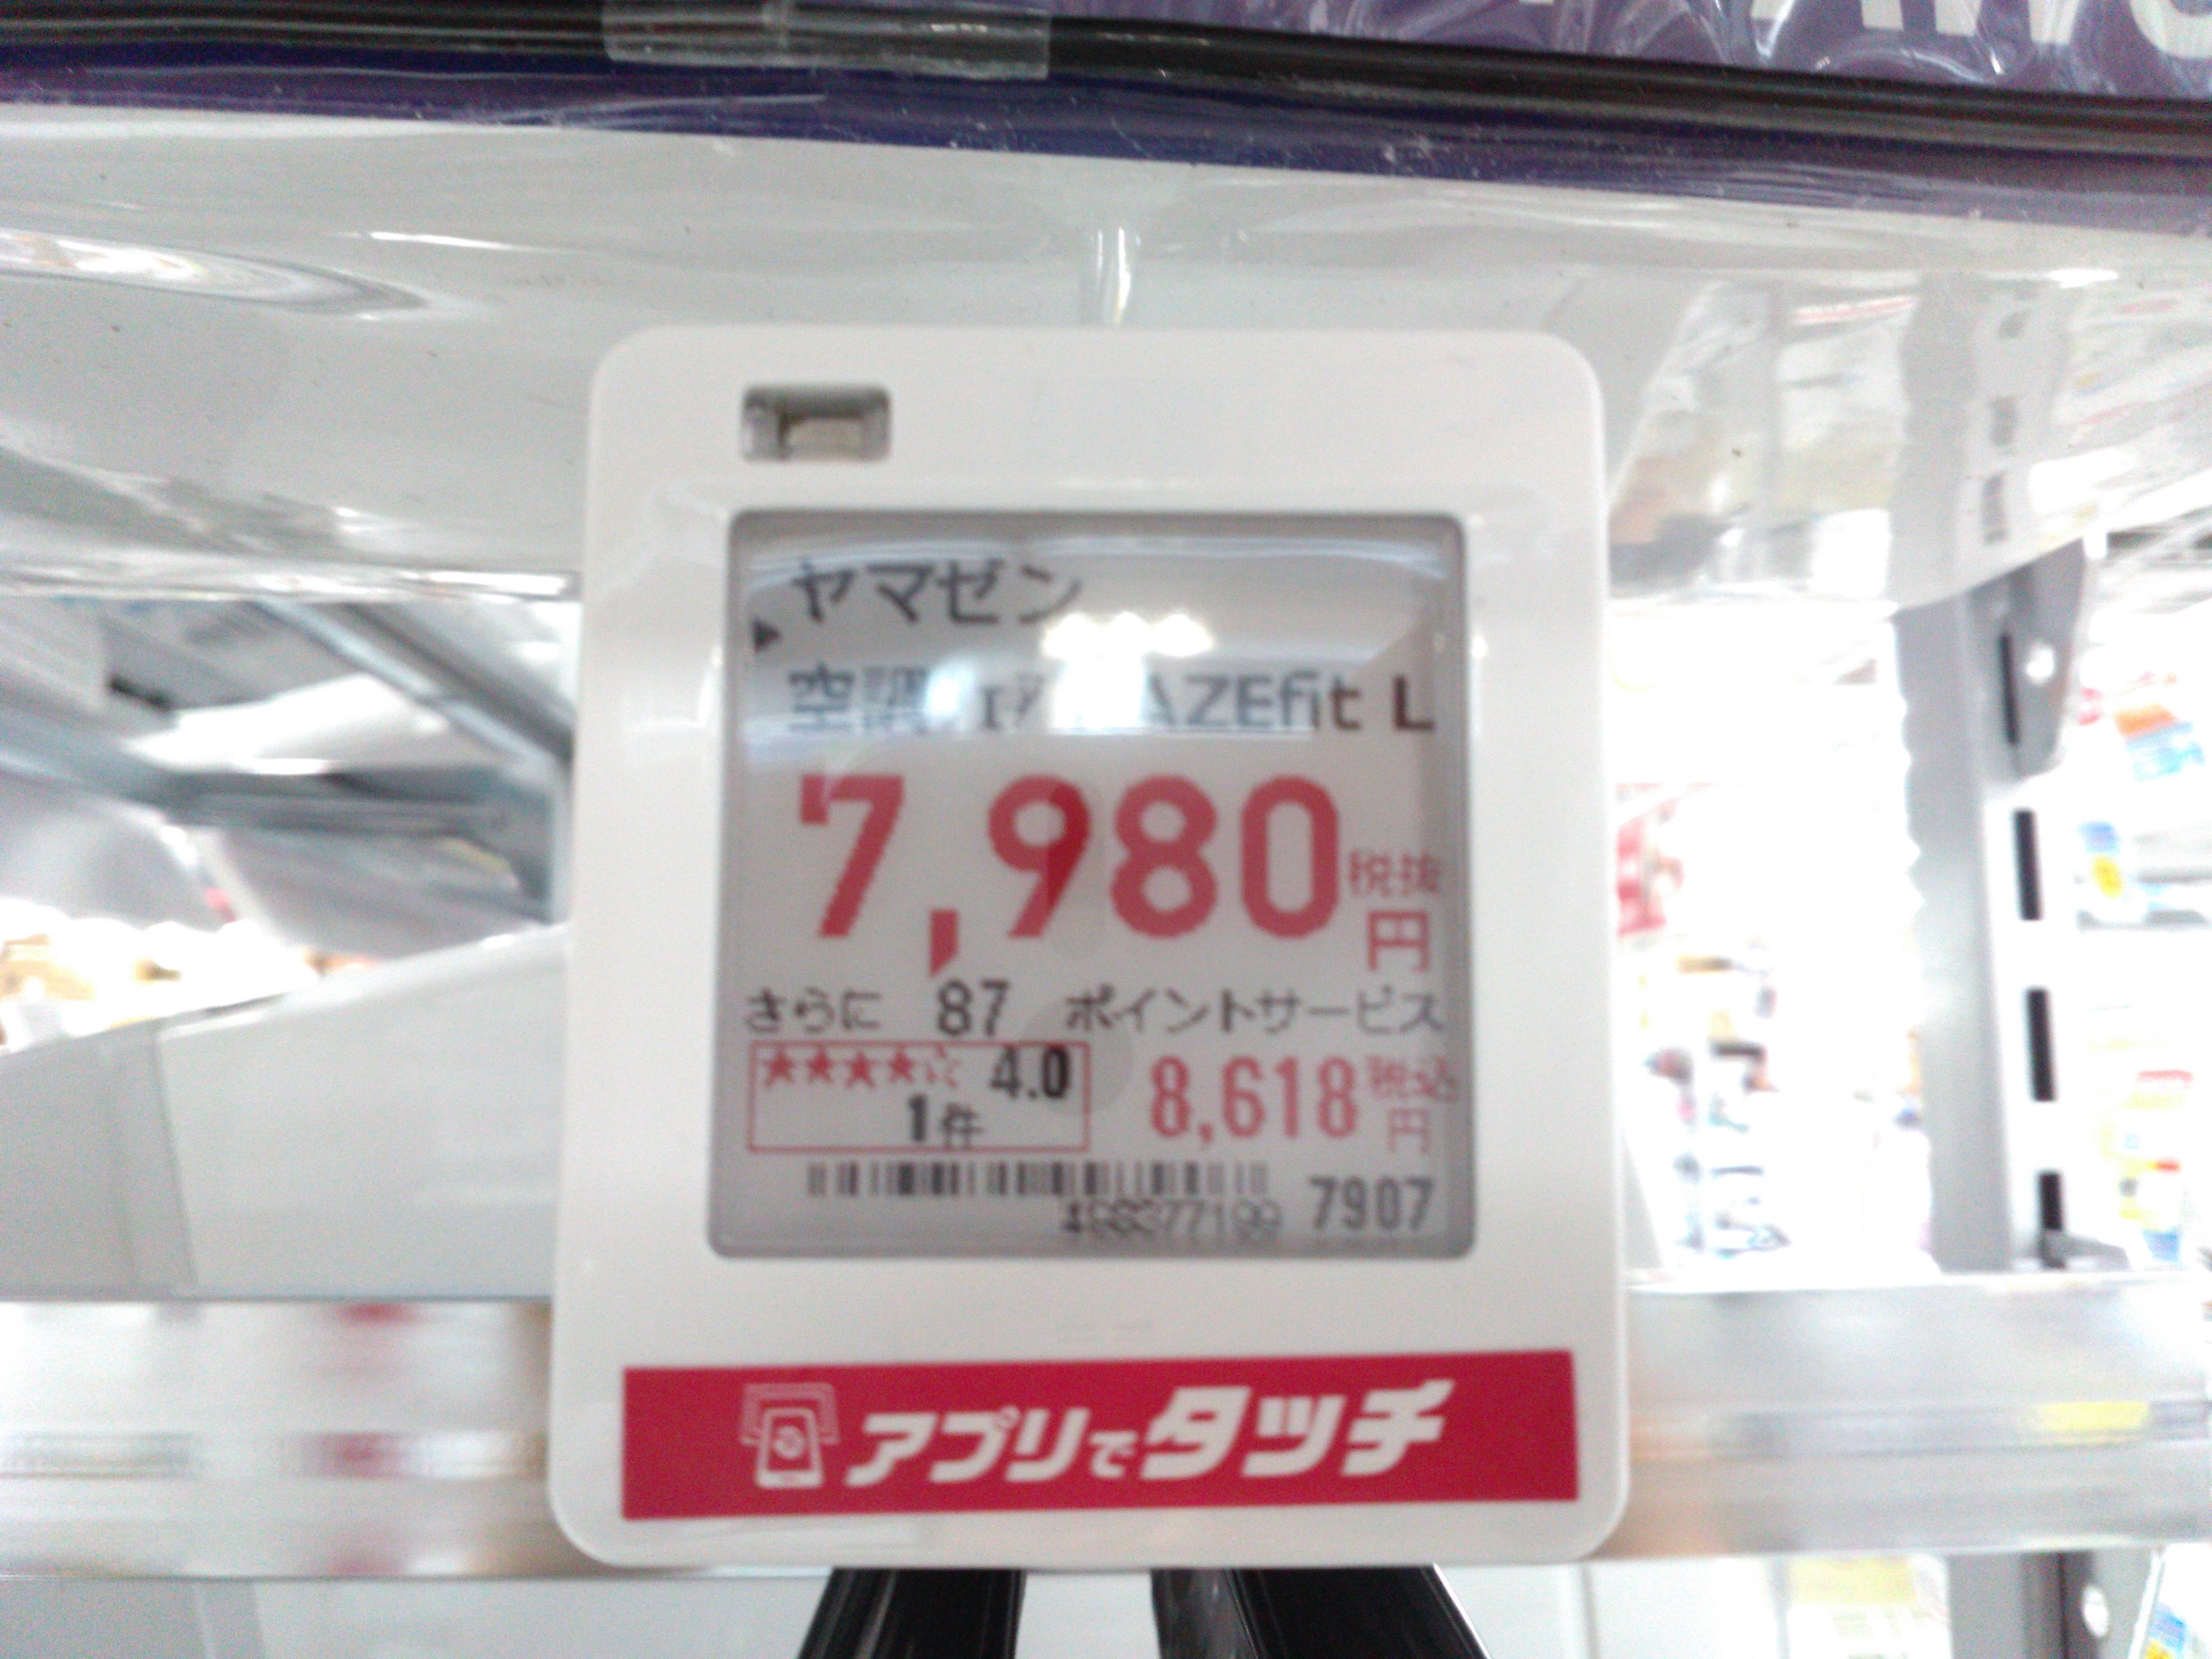 ヤマゼン
空調 AZEfit L
7,980 税抜
円
さらに 87 ポイントサービス
★★★★☆ 4.0
1件
8,618 税込
円
7907
アプリでタッチ